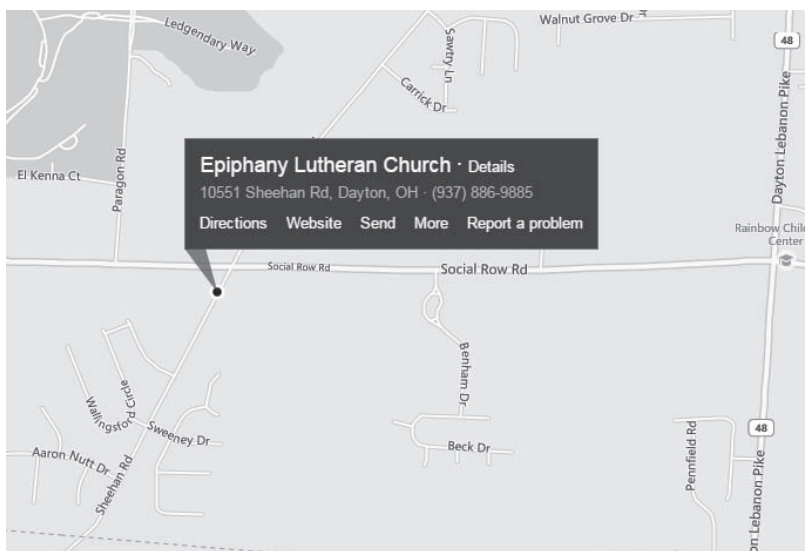 Ledgendary Way
Walnut Grove Dr
Sawtry Ln
48
Carrick Dr
Dayton Lebanon Pike
Paragon Rd
El Kenna Ct
Epiphany Lutheran Church · Details
10551 Sheehan Rd, Dayton, OH · (937) 886-9885
Directions Website Send More Report a problem
Rainbow Chil
Center
Social Row Rd
Social Row Rd
Benham Dr
Wallingsford Circle
Sweeney Dr
Aaron Nutt Dr
Sheehan Rd
Beck Dr
Pennfield Rd
48
on Lebanon Pike